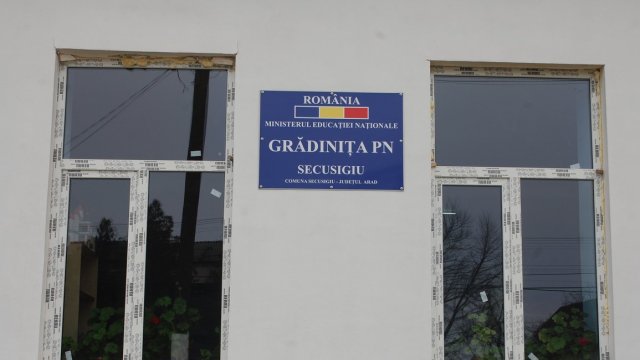 ROMÂNIA
MINISTERUL EDUCAȚIEI NAȚIONALE
GRĂDINIȚA PN
SECUSIGIU
COMUNA SECUSIGIU - JUDEȚUL ARAD